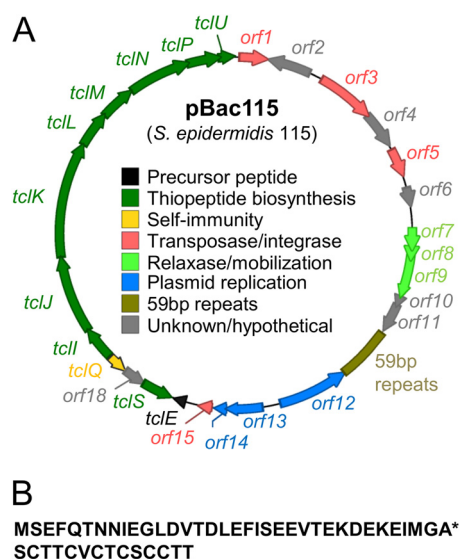 A
tclU
tclP
tclN
tclM
tclL
tclK
tclJ
tclI
tclQ
orf18
tclS
tclE
orf15
orf14
orf13
orf12
59bp
repeats
orf11
orf10
orf9
orf8
orf7
orf6
orf5
orf4
orf3
orf2
orf1
pBac115
(S. epidermidis 115)
Precursor peptide
Thiopeptide biosynthesis
Self-immunity
Transposase/integrase
Relaxase/mobilization
Plasmid replication
59bp repeats
Unknown/hypothetical
B
MSEFQTNNIEGLDVTDLEFISEEVTEKDEKEIMGA*
SCTTCVCTCSCCTT